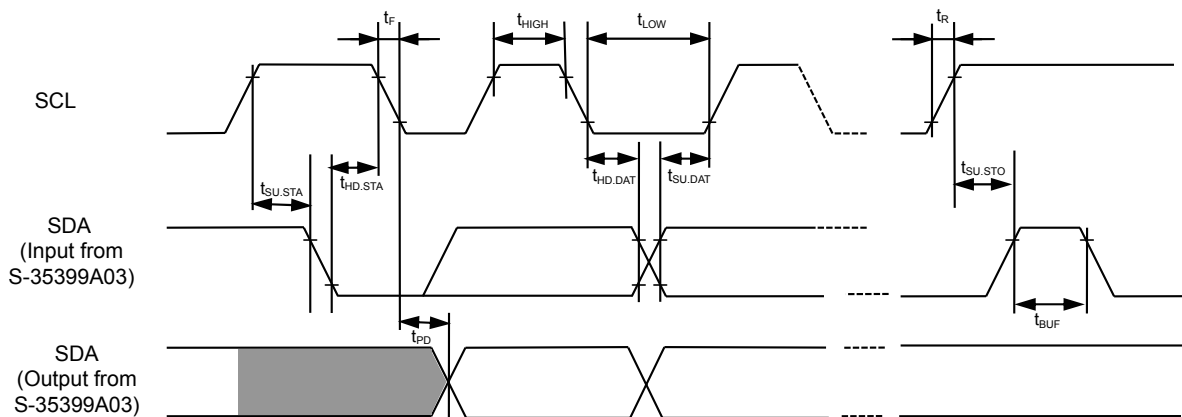 tF
tHIGH
tLOW
tR
SCL
tSU.STA
tHD.STA
tHD.DAT
tSU.DAT
tSU.STO
SDA
(Input from
S-35399A03)
tBUF
tPD
SDA
(Output from
S-35399A03)